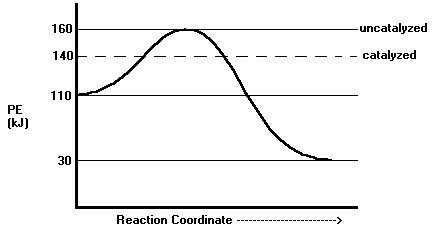 160
uncatalyzed
140
catalyzed
110
PE
(kJ)
30
Reaction Coordinate